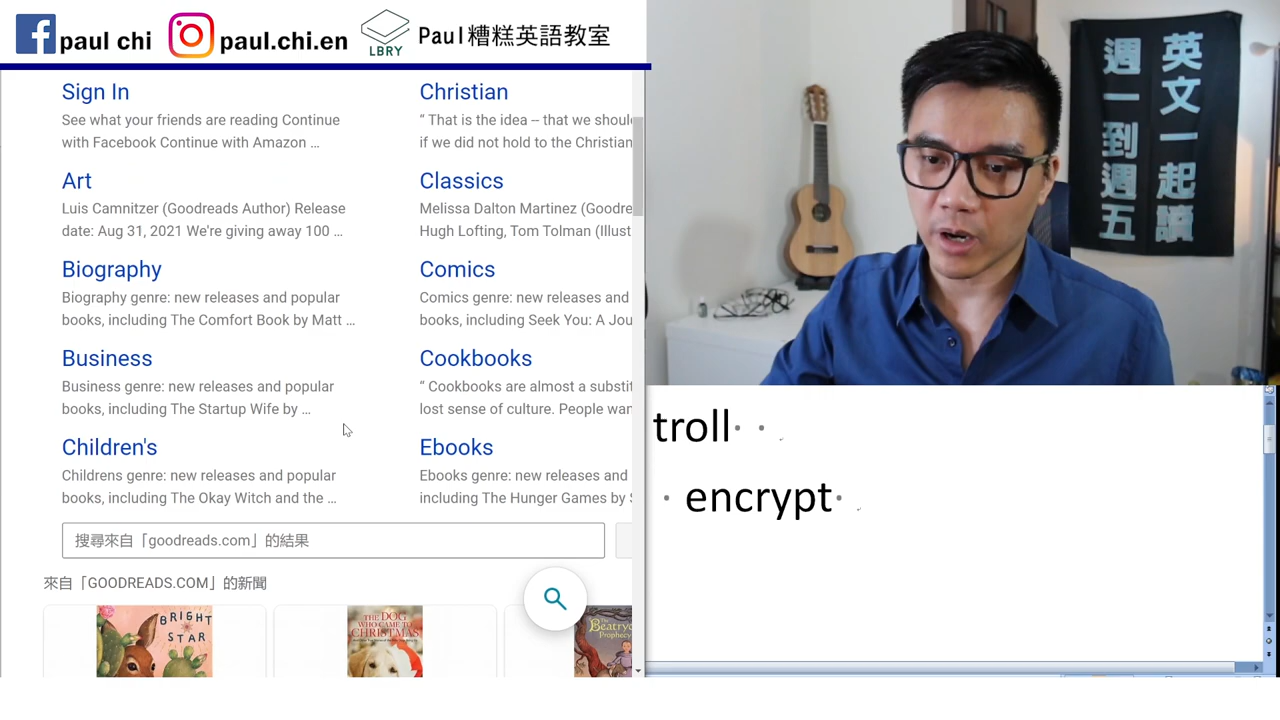 paul chi
paul.chi.en
LBRY
Paul糟糕英語教室
Sign In
See what your friends are reading Continue
with Facebook Continue with Amazon ...
Art
Luis Camnitzer (Goodreads Author) Release
date: Aug 31, 2021 We're giving away 100 ...
Biography
Biography genre: new releases and popular
books, including The Comfort Book by Matt ...
Business
Business genre: new releases and popular
books, including The Startup Wife by ...
Children's
Childrens genre: new releases and popular
books, including The Okay Witch and the ...
Christian
“ That is the idea -- that we shoul
if we did not hold to the Christian
Classics
Melissa Dalton Martinez (Goodre
Hugh Lofting, Tom Tolman (Illust
Comics
Comics genre: new releases and
books, including Seek You: A Jou
Cookbooks
“ Cookbooks are almost a substit
lost sense of culture. People wan
Ebooks
Ebooks genre: new releases and
including The Hunger Games by S
搜尋來自「goodreads.com」的結果
來自「GOODREADS.COM」的新聞
BRIGHT
STAR
THE DOG
WHO CAME TO
CHRISTMAS
The
Beatryce
Prophecy
英文一起讀
週一到週五
troll
encrypt